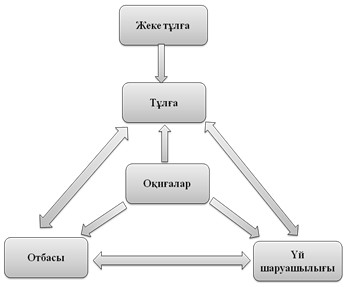 Жеке тұлға
Тұлға
Оқиғалар
Отбасы
Үй
шаруашылығы